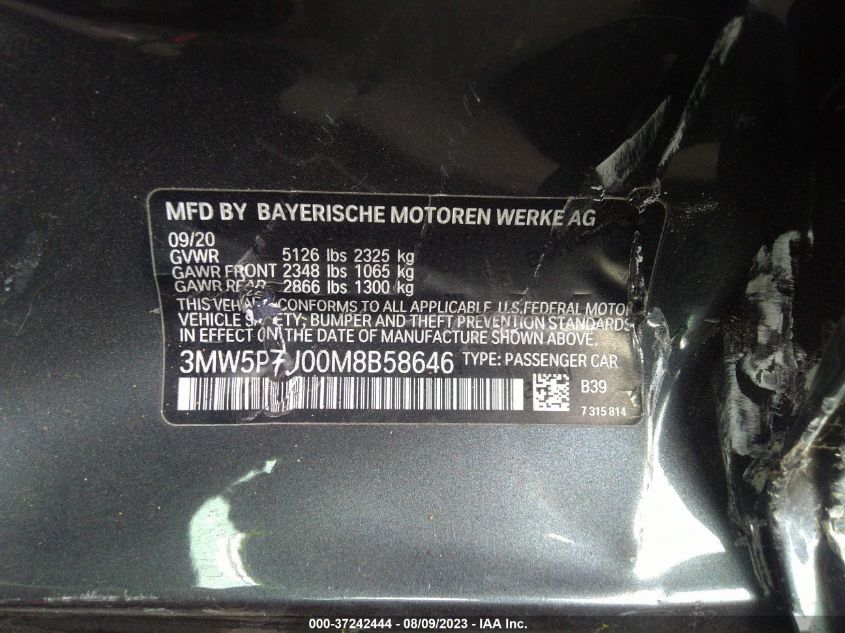 MFD BY BAYERISCHE MOTOREN WERKE AG
09/20
GVWR 5126 lbs 2325 kg
GAWR FRONT 2348 lbs 1065 kg
GAWR REAR 2866 lbs 1300 kg
THIS VEHICLE CONFORMS TO ALL APPLICABLE U.S.FEDERAL MOTOR
VEHICLE SAFETY, BUMPER AND THEFT PREVENTION STANDARDS
IN EFFECT ON THE DATE OF MANUFACTURE SHOWN ABOVE.
3MW5P7J00M8B58646 TYPE: PASSENGER CAR
B39
7 315 814
000-37242444 - 08/09/2023 - IAA Inc.